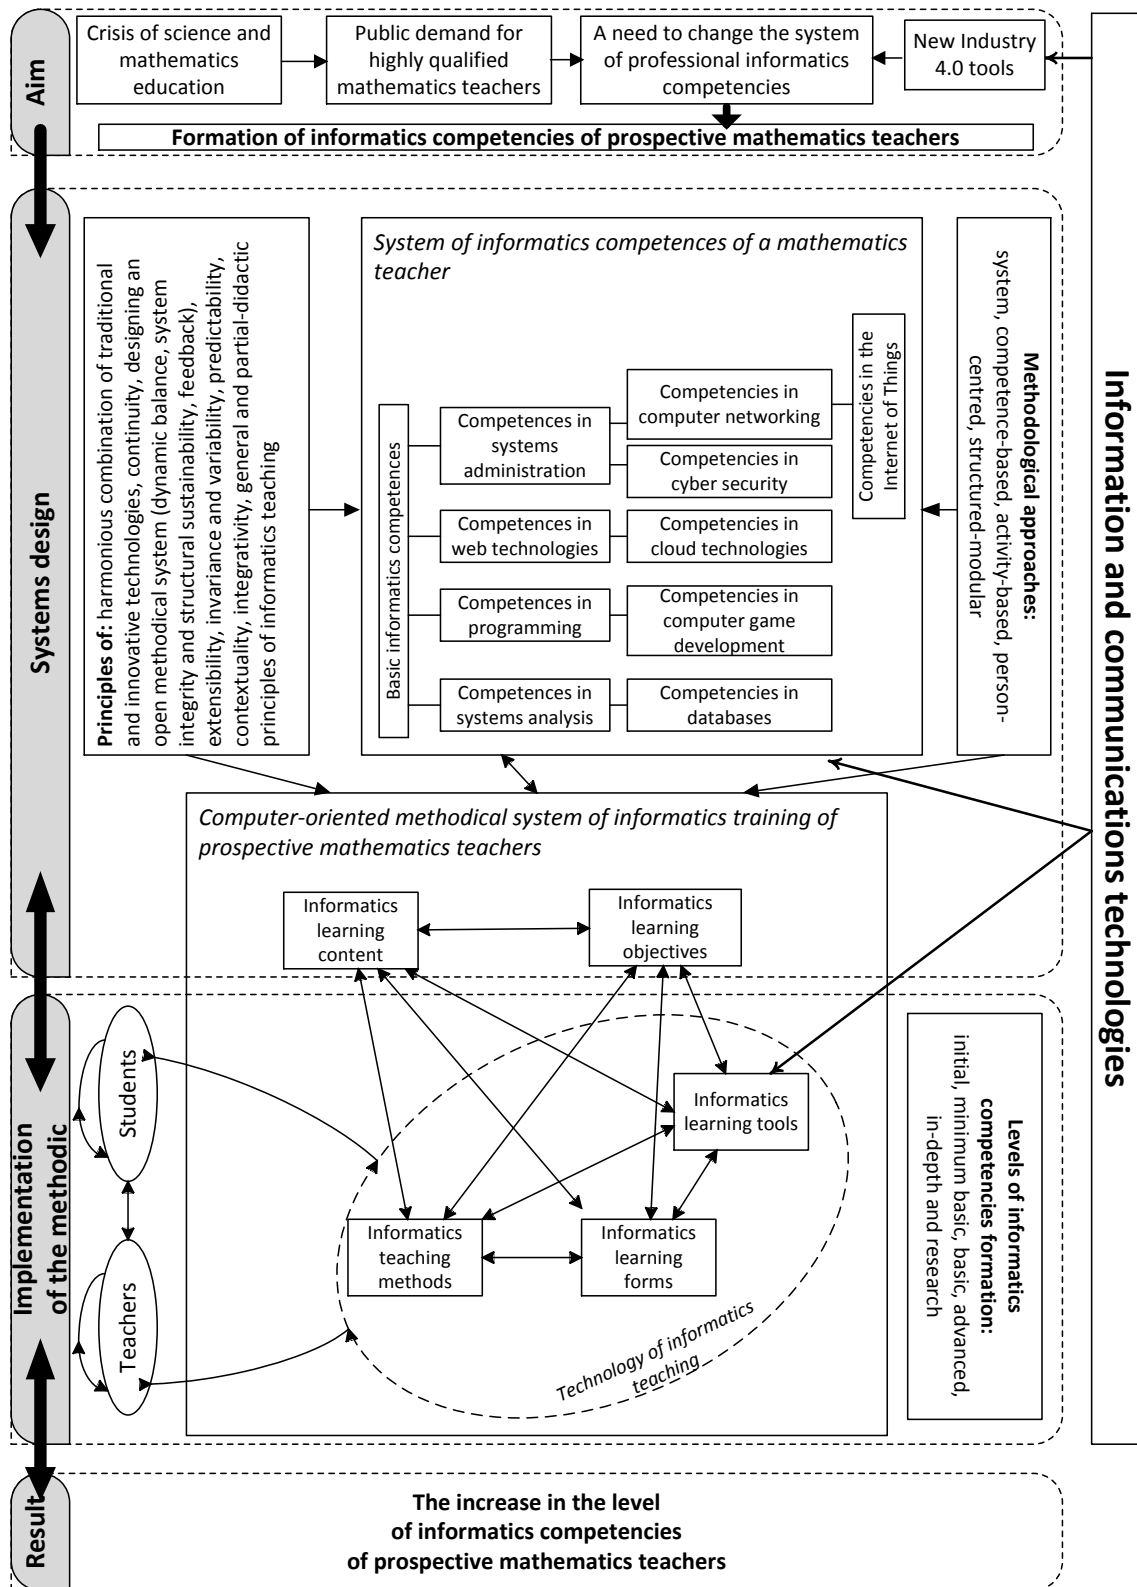 Aim
Crisis of science and
mathematics
education
Public demand for
highly qualified
mathematics teachers
A need to change the system
of professional informatics
competencies
New Industry
4.0 tools
Formation of informatics competencies of prospective mathematics teachers
Information and communications technologies
Systems design
Principles of: harmonious combination of traditional
and innovative technologies, continuity, designing an
open methodical system (dynamic balance, system
integrity and structural sustainability, feedback),
extensibility, invariance and variability, predictability,
contextuality, integrativity, general and partial-didactic
principles of informatics teaching
System of informatics competences of a mathematics
teacher
Basic informatics competences
Competences in
systems
administration
Competencies in
computer networking
Competencies in
cyber security
Competencies in the
Internet of Things
Competences in
web technologies
Competencies in
cloud technologies
Competences in
programming
Competencies in
computer game
development
Competences in
systems analysis
Competencies in
databases
Methodological approaches:
system, competence-based, activity-based, person-
centred, structured-modular
Computer-oriented methodical system of informatics training of
prospective mathematics teachers
Informatics
learning
content
Informatics
learning
objectives
Implementation
of the methodic
Students
Teachers
Informatics
learning tools
Informatics
teaching
methods
Informatics
learning
forms
Technology of informatics
teaching
Levels of informatics
competencies formation:
initial, minimum basic, basic, advanced,
in-depth and research
Result
The increase in the level
of informatics competencies
of prospective mathematics teachers